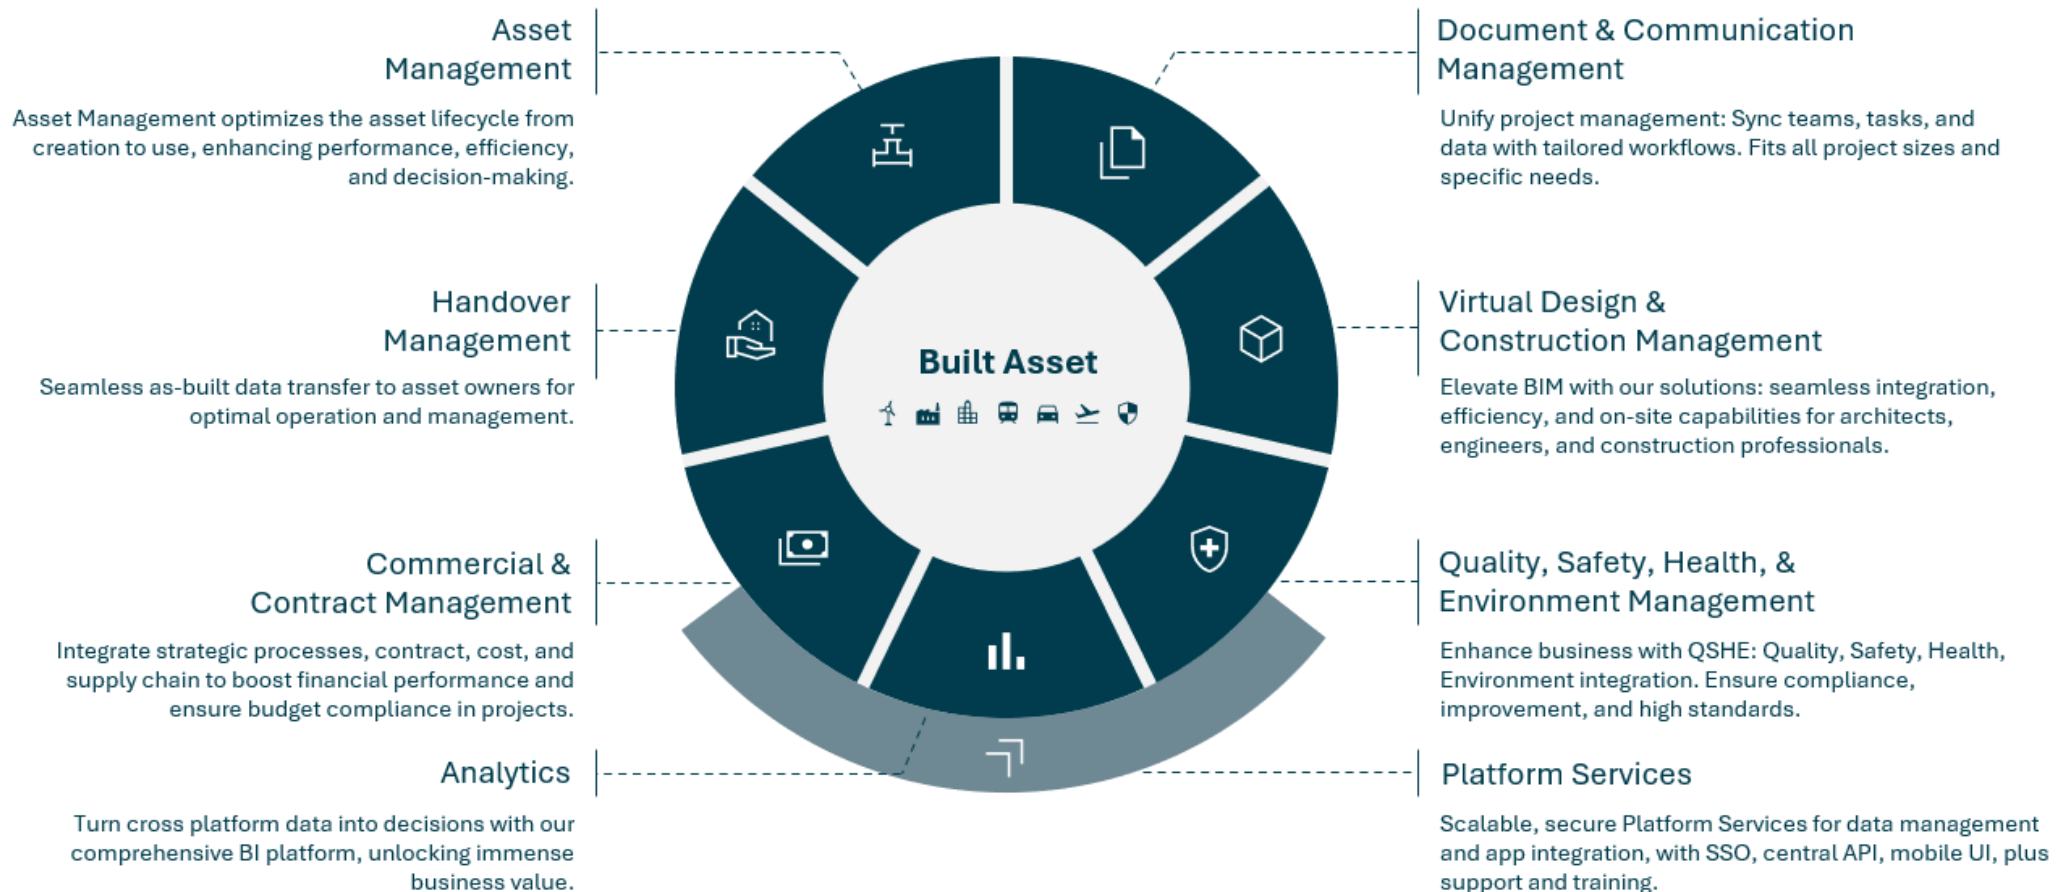 Asset
Management
Asset Management optimizes the asset lifecycle from
creation to use, enhancing performance, efficiency,
and decision-making.
Handover
Management
Seamless as-built data transfer to asset owners for
optimal operation and management.
Commercial &
Contract Management
Integrate strategic processes, contract, cost, and
supply chain to boost financial performance and
ensure budget compliance in projects.
Analytics
Turn cross platform data into decisions with our
comprehensive BI platform, unlocking immense
business value.
Built Asset
Document & Communication
Management
Unify project management: Sync teams, tasks, and
data with tailored workflows. Fits all project sizes and
specific needs.
Virtual Design &
Construction Management
Elevate BIM with our solutions: seamless integration,
efficiency, and on-site capabilities for architects,
engineers, and construction professionals.
Quality, Safety, Health, &
Environment Management
Enhance business with QSHE: Quality, Safety, Health,
Environment integration. Ensure compliance,
improvement, and high standards.
Platform Services
Scalable, secure Platform Services for data management
and app integration, with SSO, central API, mobile UI, plus
support and training.